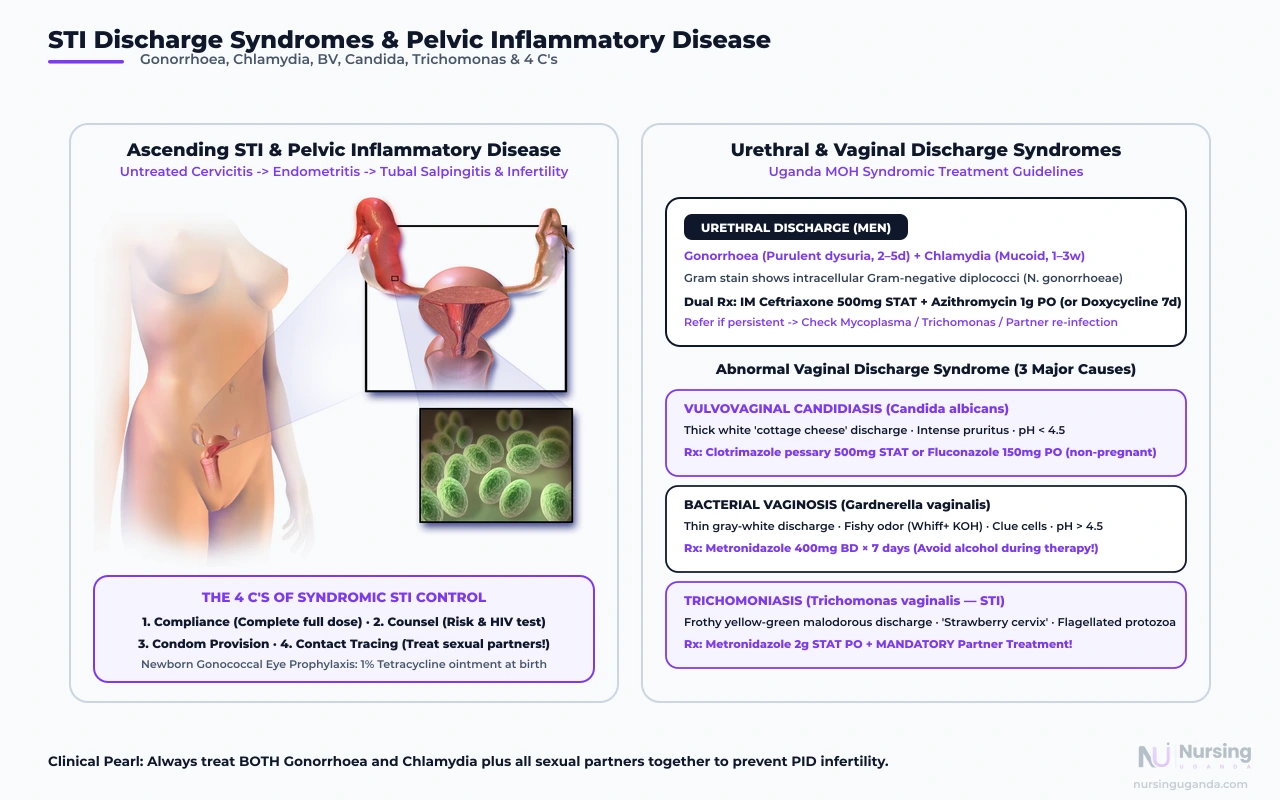 STI Discharge Syndromes & Pelvic Inflammatory Disease
Gonorrhoea, Chlamydia, BV, Candida, Trichomonas & 4 C's
Ascending STI & Pelvic Inflammatory Disease
Untreated Cervicitis -> Endometritis -> Tubal Salpingitis & Infertility
THE 4 C'S OF SYNDROMIC STI CONTROL
1. Compliance (Complete full dose) · 2. Counsel (Risk & HIV test)
3. Condom Provision · 4. Contact Tracing (Treat sexual partners!)
Newborn Gonococcal Eye Prophylaxis: 1% Tetracycline ointment at birth
Urethral & Vaginal Discharge Syndromes
Uganda MOH Syndromic Treatment Guidelines
URETHRAL DISCHARGE (MEN)
Gonorrhoea (Purulent dysuria, 2–5d) + Chlamydia (Mucoid, 1–3w)
Gram stain shows intracellular Gram-negative diplococci (N. gonorrhoeae)
Dual Rx: IM Ceftriaxone 500mg STAT + Azithromycin 1g PO (or Doxycycline 7d)
Refer if persistent -> Check Mycoplasma / Trichomonas / Partner re-infection
Abnormal Vaginal Discharge Syndrome (3 Major Causes)
VULVOVAGINAL CANDIDIASIS (Candida albicans)
Thick white 'cottage cheese' discharge · Intense pruritus · pH < 4.5
Rx: Clotrimazole pessary 500mg STAT or Fluconazole 150mg PO (non-pregnant)
BACTERIAL VAGINOSIS (Gardnerella vaginalis)
Thin gray-white discharge · Fishy odor (Whiff+ KOH) · Clue cells · pH > 4.5
Rx: Metronidazole 400mg BD × 7 days (Avoid alcohol during therapy!)
TRICHOMONIASIS (Trichomonas vaginalis — STI)
Frothy yellow-green malodorous discharge · 'Strawberry cervix' · Flagellated protozoa
Rx: Metronidazole 2g STAT PO + MANDATORY Partner Treatment!
Clinical Pearl: Always treat BOTH Gonorrhoea and Chlamydia plus all sexual partners together to prevent PID infertility.
NU Nursing
UGANDA
nursinguganda.com